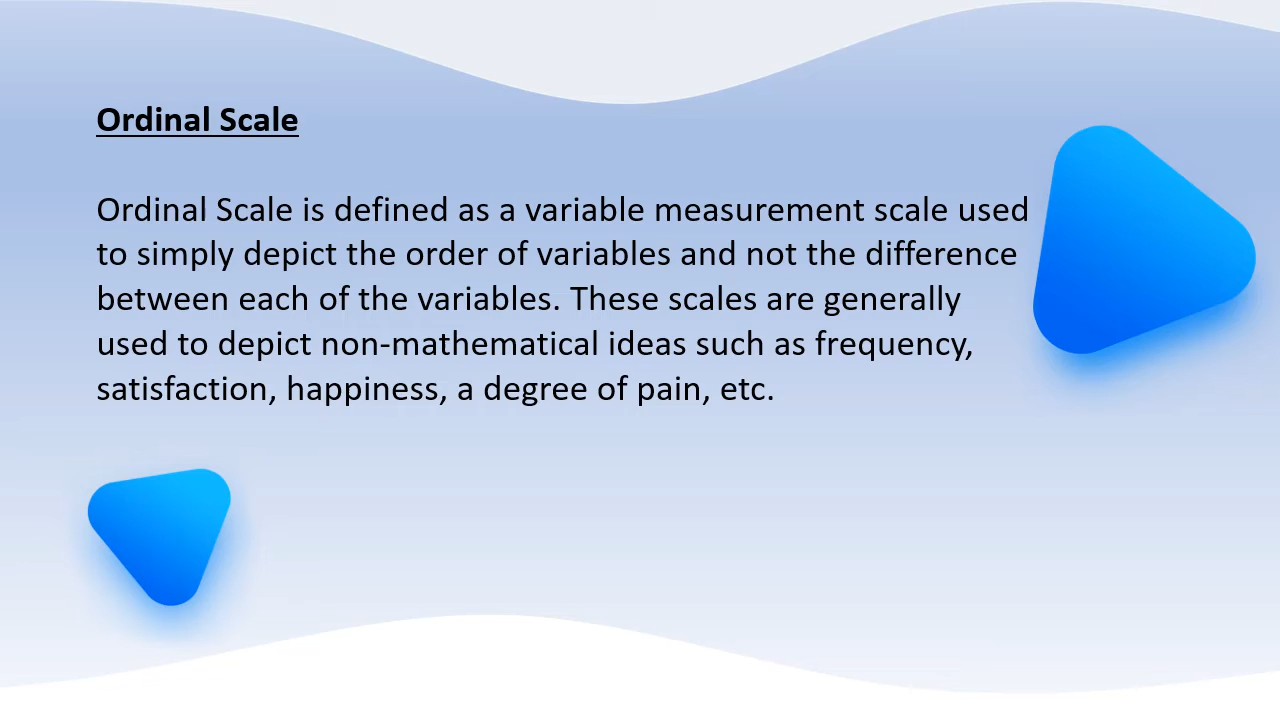 Ordinal Scale
Ordinal Scale is defined as a variable measurement scale used
to simply depict the order of variables and not the difference
between each of the variables. These scales are generally
used to depict non-mathematical ideas such as frequency,
satisfaction, happiness, a degree of pain, etc.